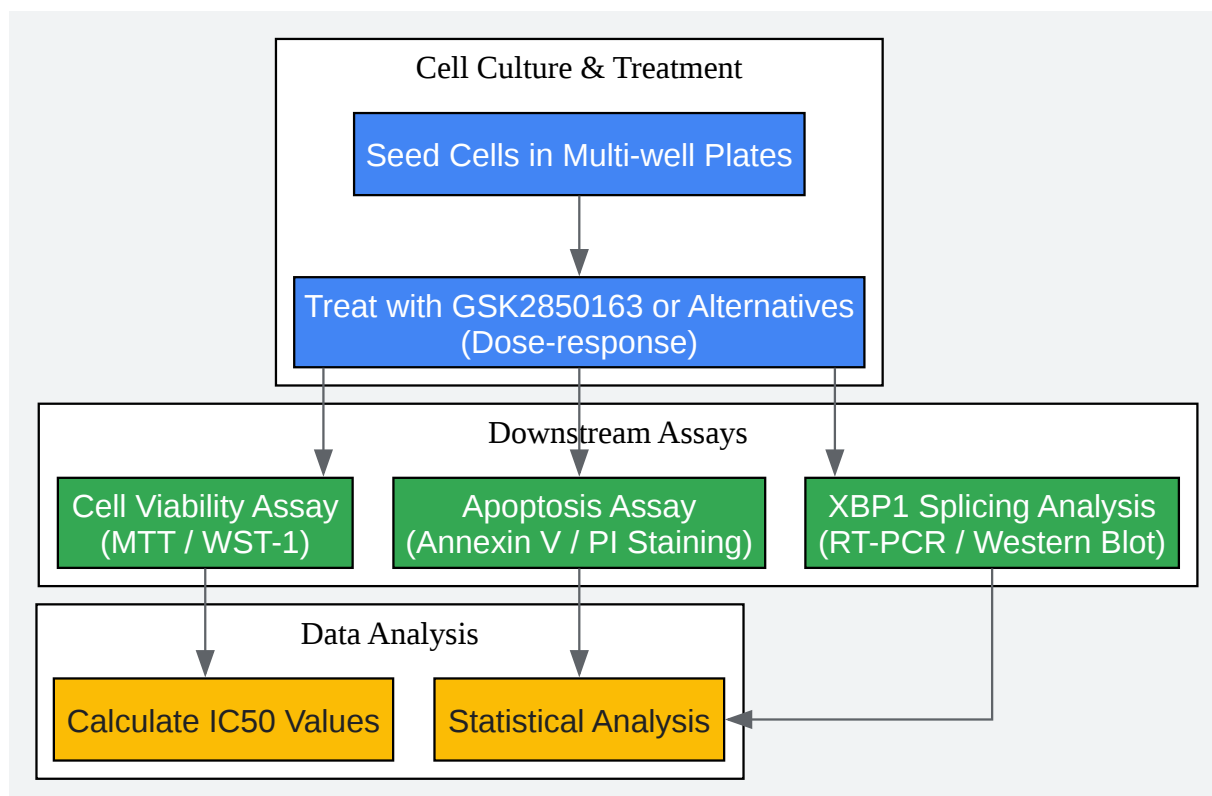 Cell Culture & Treatment
Seed Cells in Multi-well Plates
Treat with GSK2850163 or Alternatives
(Dose-response)
Downstream Assays
Cell Viability Assay
(MTT / WST-1)
Apoptosis Assay
(Annexin V / PI Staining)
XBP1 Splicing Analysis
(RT-PCR / Western Blot)
Data Analysis
Calculate IC50 Values
Statistical Analysis